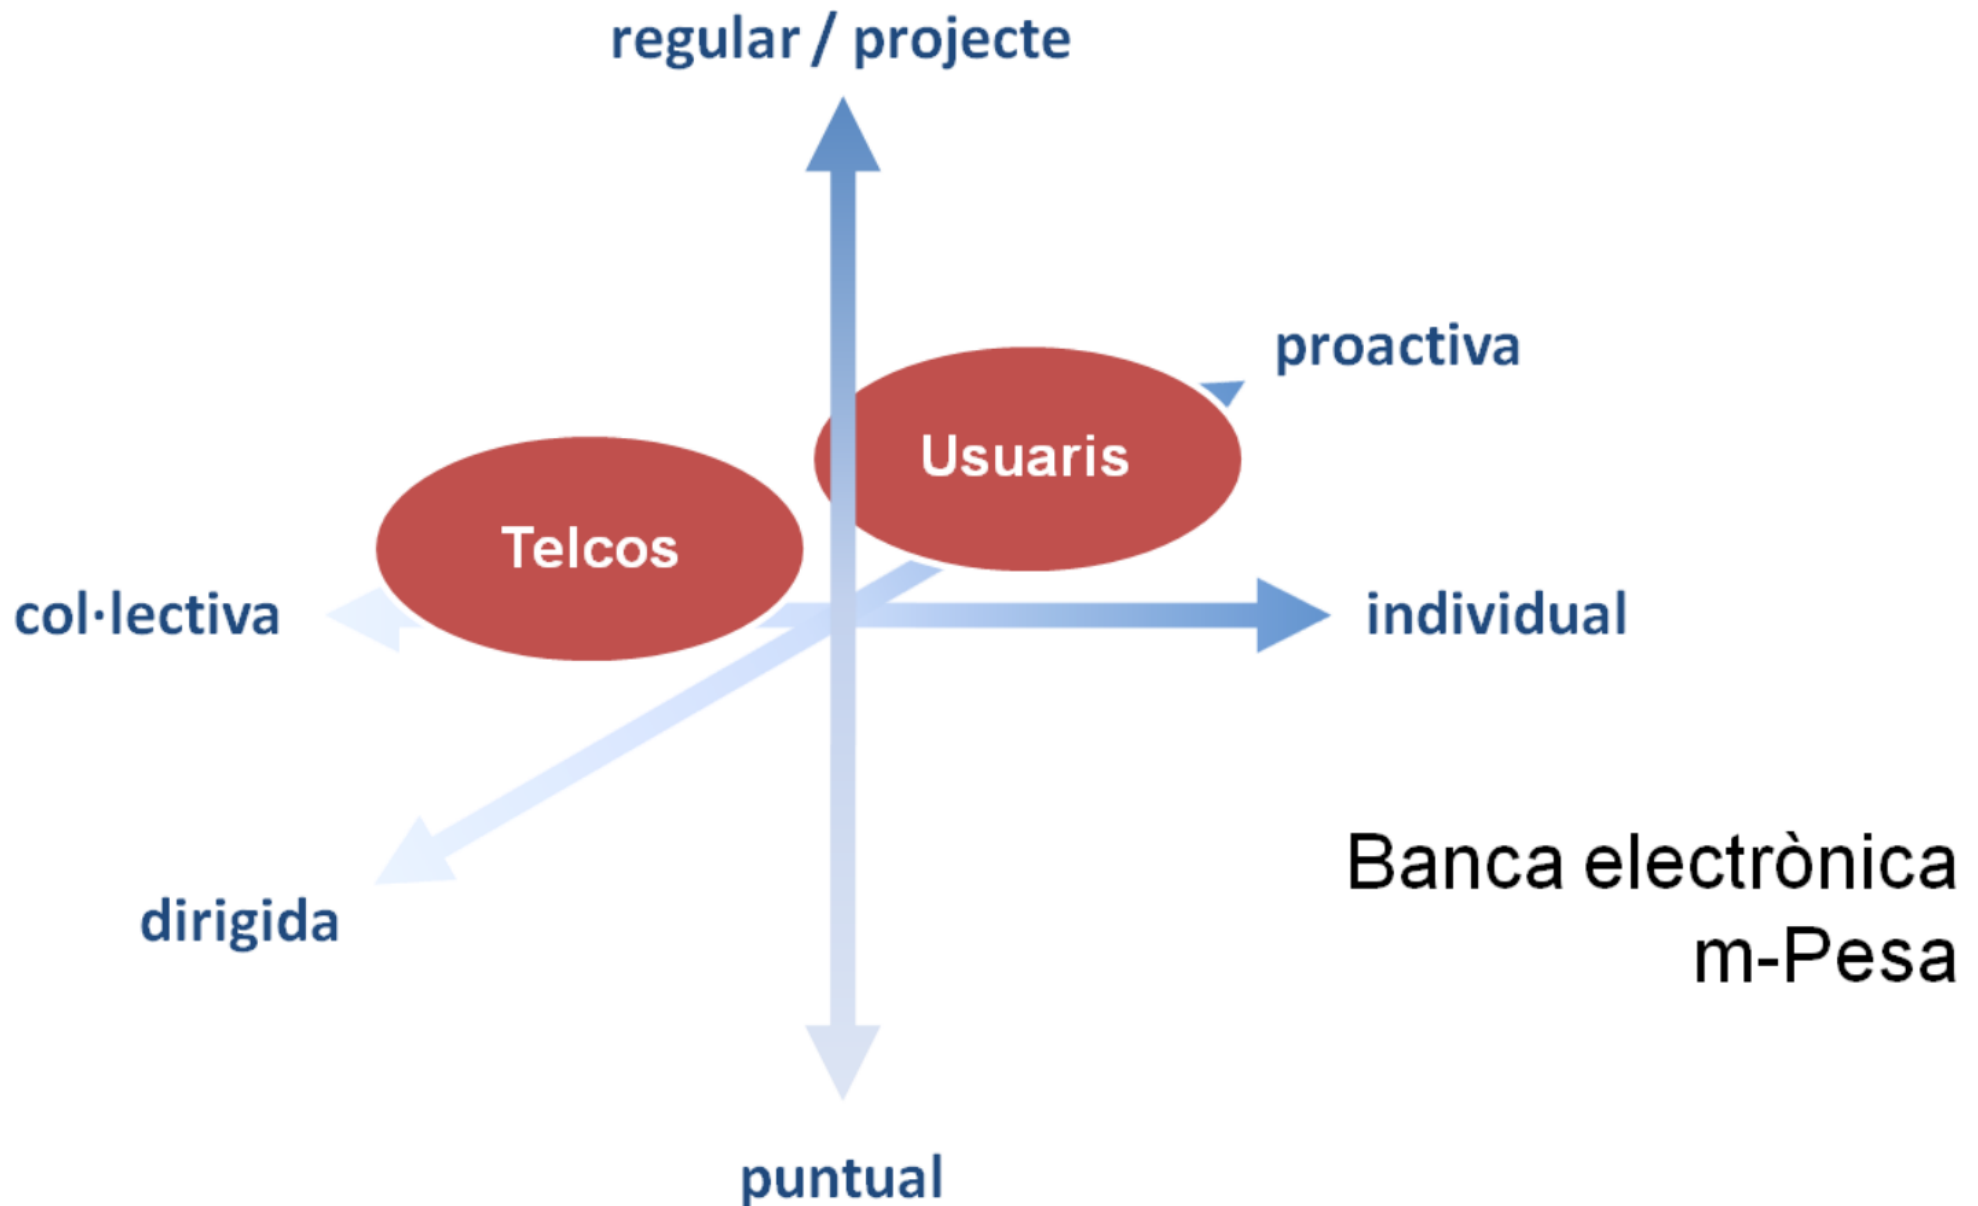 regular / projecte
proactiva
Usuaris
Telcos
col·lectiva
individual
Banca electrònica
dirigida
m-Pesa
puntual